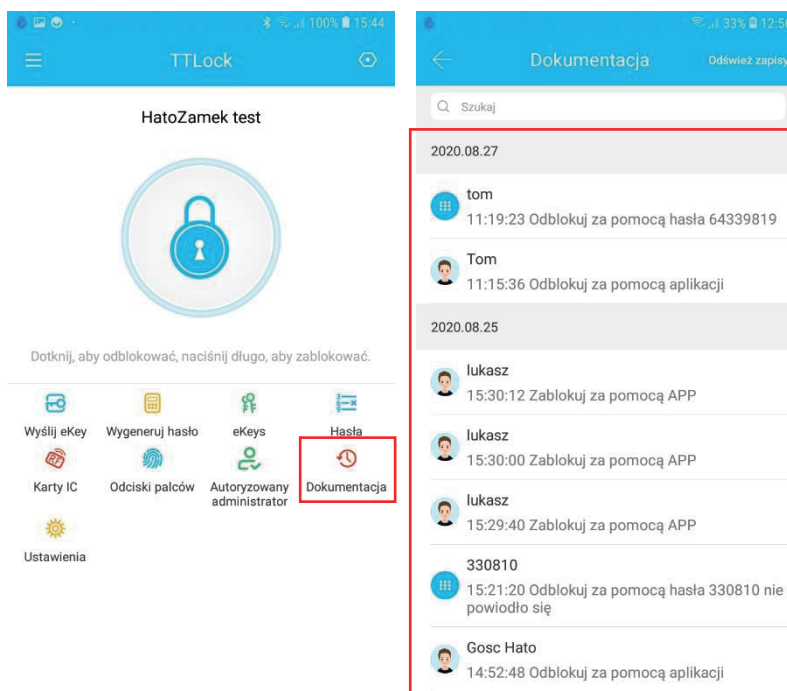 100% 15:44
TTLock
HatoZamek test
Dotknij, aby odblokować, naciśnij długo, aby zablokować.
Wyślij eKey
Wygeneruj hasło
eKeys
Hasła
Karty IC
Odciski palców
Autoryzowany
administrator
Dokumentacja
Ustawienia
33%
Dokumentacja
Odśwież zapisy
Szukaj
2020.08.27
tom
11:19:23 Odblokuj za pomocą hasła 64339819
Tom
11:15:36 Odblokuj za pomocą aplikacji
2020.08.25
lukasz
15:30:12 Zablokuj za pomocą APP
lukasz
15:30:00 Zablokuj za pomocą APP
lukasz
15:29:40 Zablokuj za pomocą APP
330810
15:21:20 Odblokuj za pomocą hasła 330810 nie
powiodło się
Gosc Hato
14:52:48 Odblokuj za pomocą aplikacji